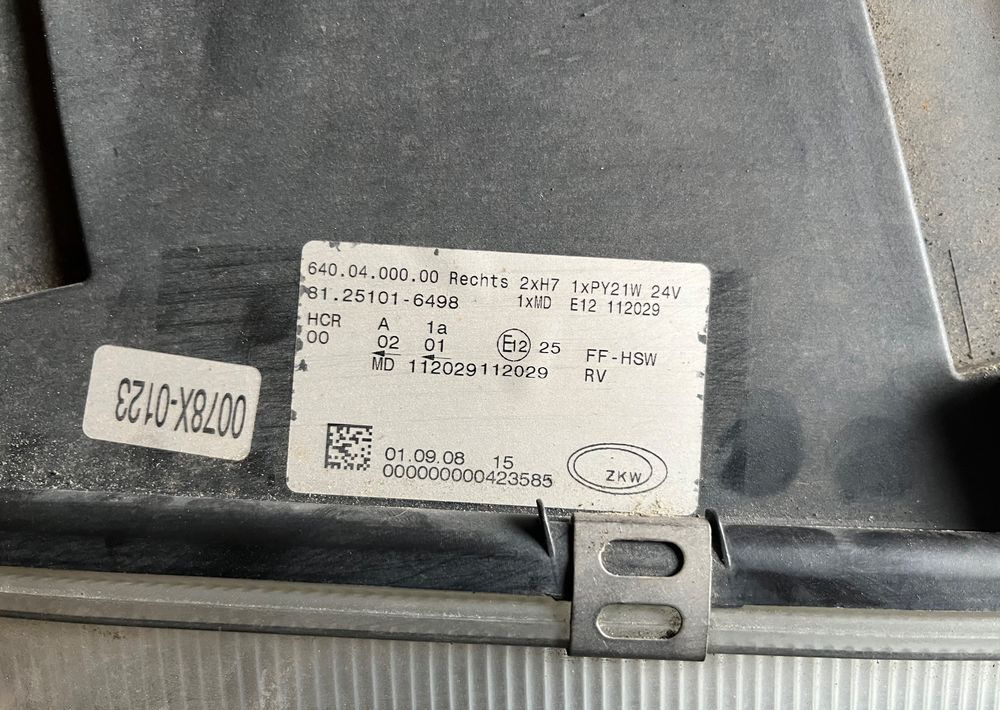 640.04.000.00 Rechts 2xH7 1xPY21W 24V
81.25101-6498 1xMD E12 112029
HCR A 1a
00 02 01 E12 25 FF-HSW
MD 112029112029 RV
01.09.08 15
000000000423585
ZKW
0078X-0123